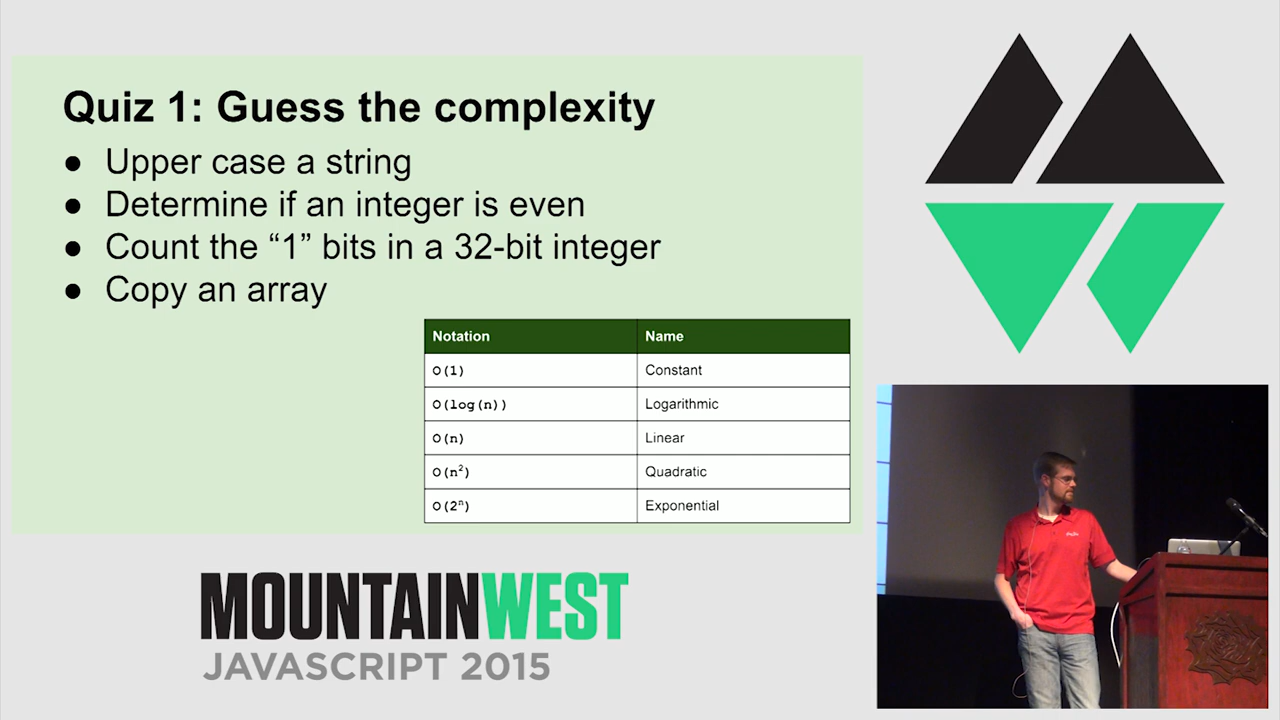 Quiz 1: Guess the complexity
● Upper case a string
● Determine if an integer is even
● Count the “1” bits in a 32-bit integer
● Copy an array
Notation Name
O(1) Constant
O(log(n)) Logarithmic
O(n) Linear
O(n²) Quadratic
O(2ⁿ) Exponential
MOUNTAINWEST
JAVASCRIPT 2015